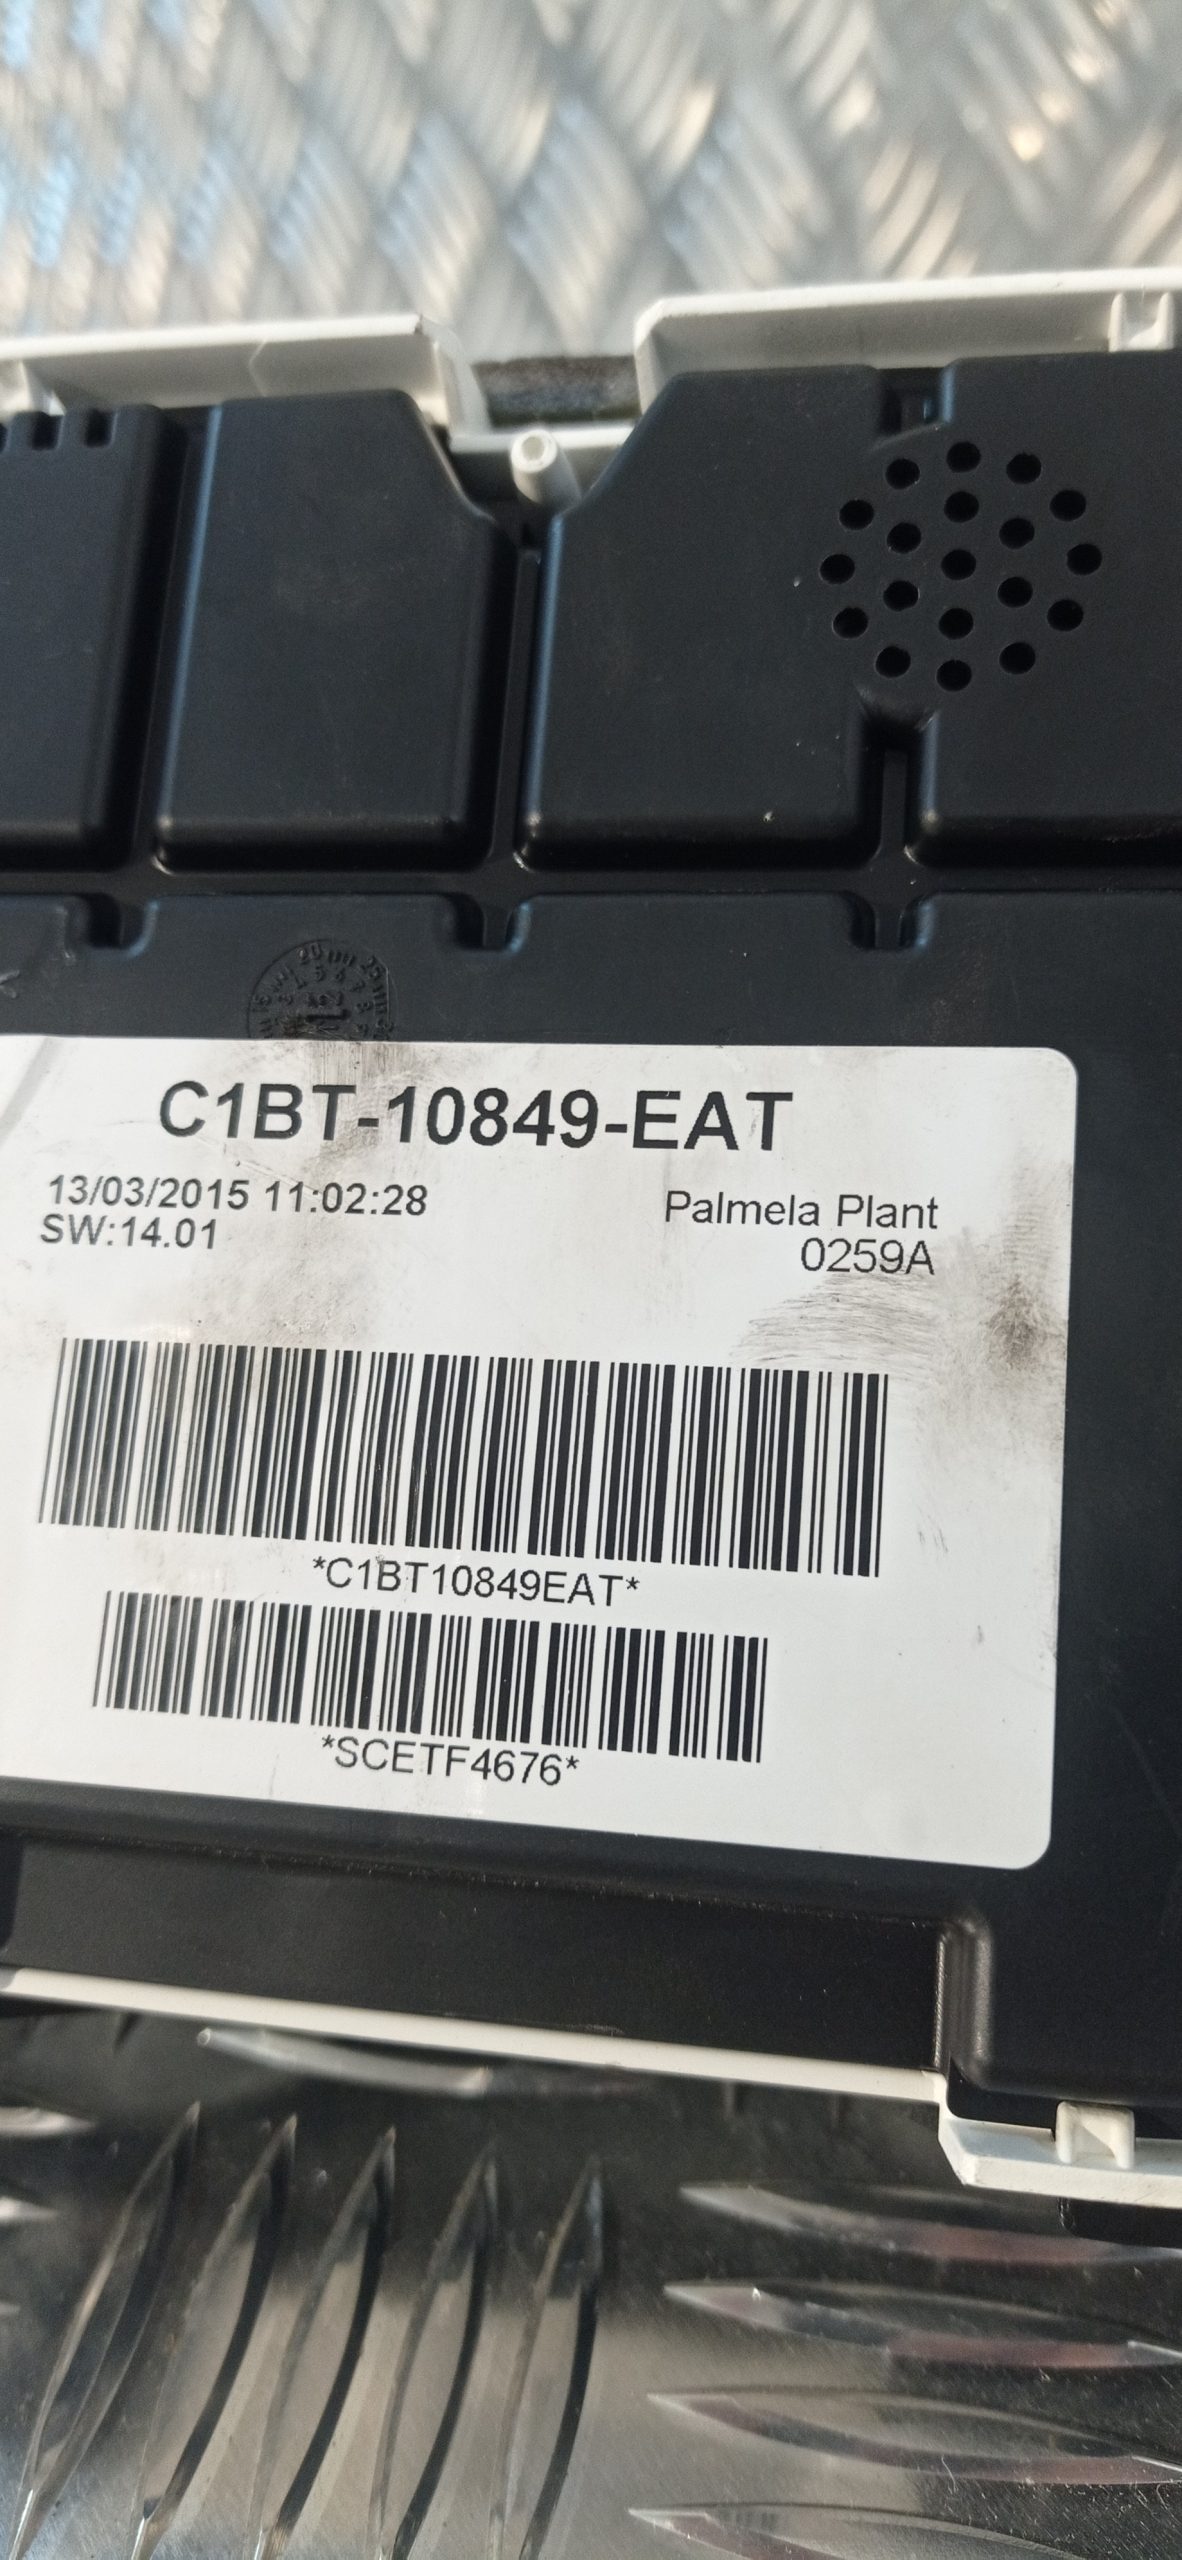 C1BT-10849-EAT
13/03/2015 11:02:28
SW:14.01
Palmela Plant
0259A
*C1BT10849EAT*
*SCETF4676*